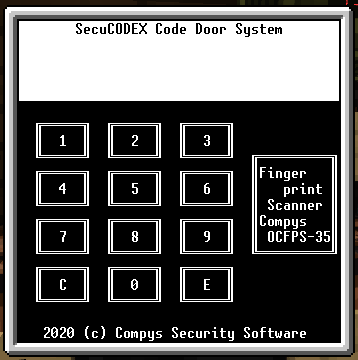 SecuCODEX Code Door System
1 2 3
4 5 6
7 8 9
C 0 E
Finger
print
Scanner
Compys
OCFPS-35
2020 (c) Compys Security Software